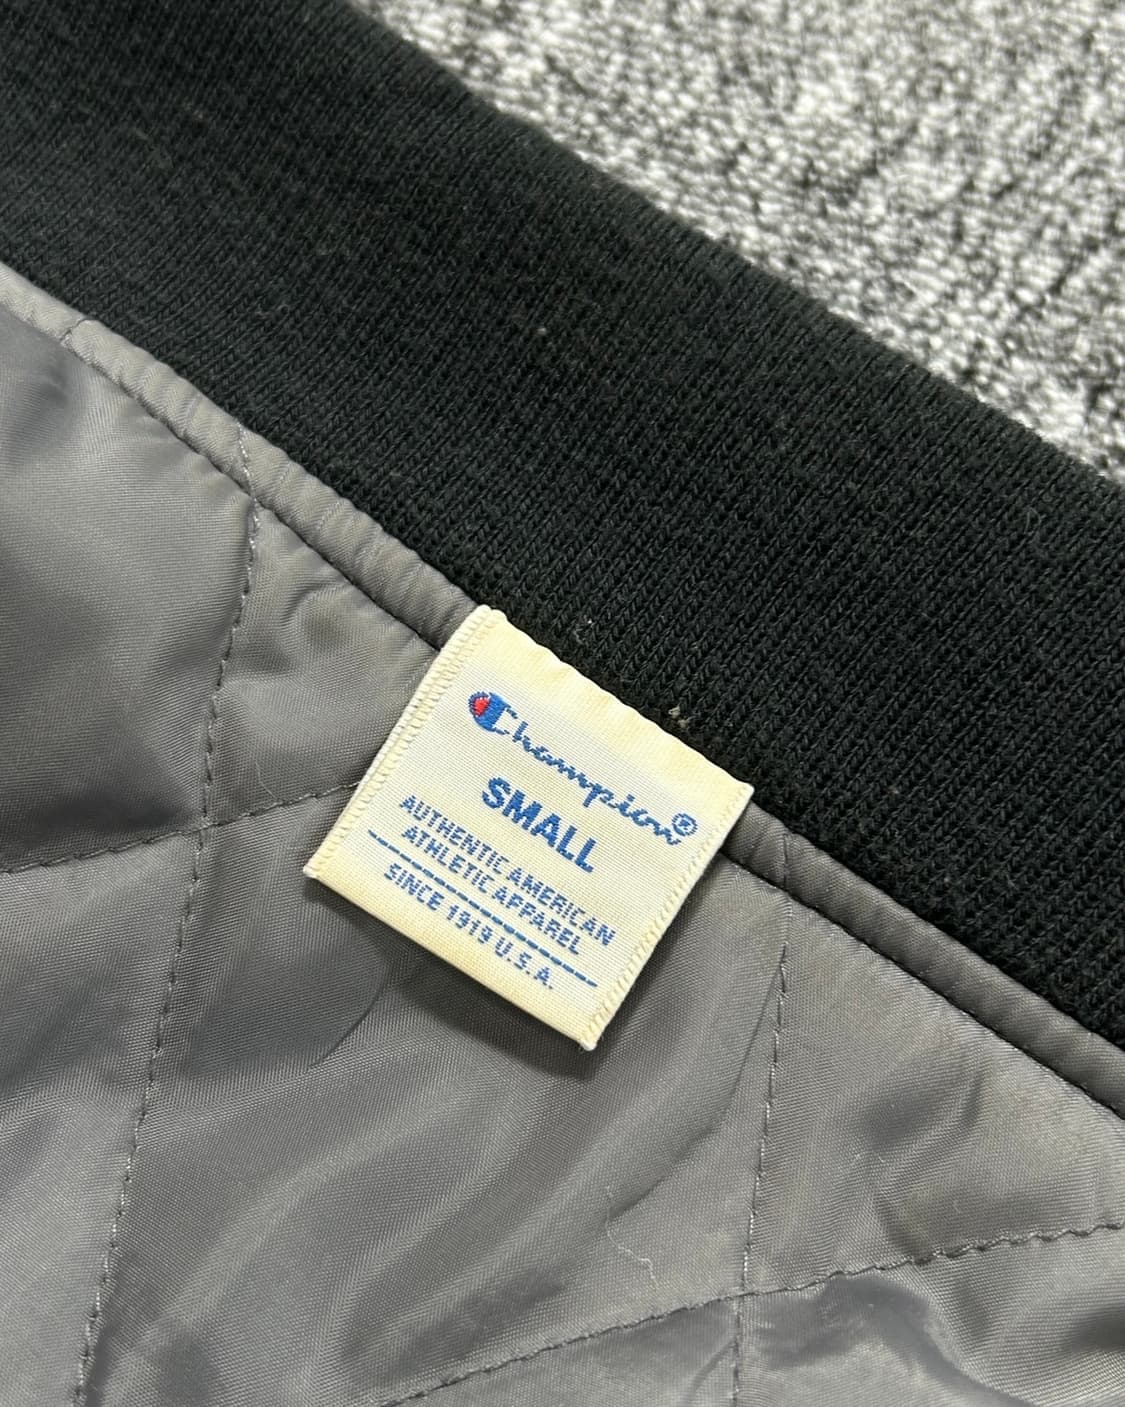 Champion®
SMALL
AUTHENTIC AMERICAN
ATHLETIC APPAREL
SINCE 1919 U.S.A.